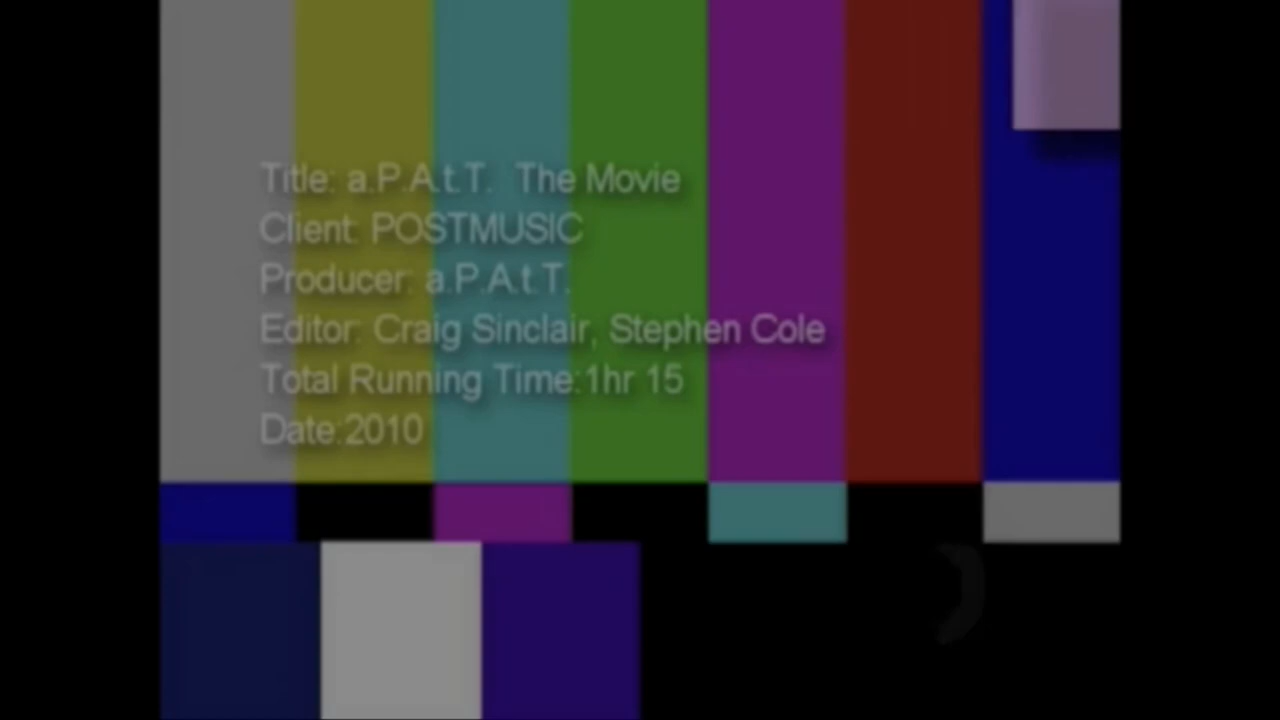 Title: a.P.A.t.T. The Movie
Client: POSTMUSIC
Producer: a.P.A.t.T.
Editor: Craig Sinclair, Stephen Cole
Total Running Time:1hr 15
Date:2010